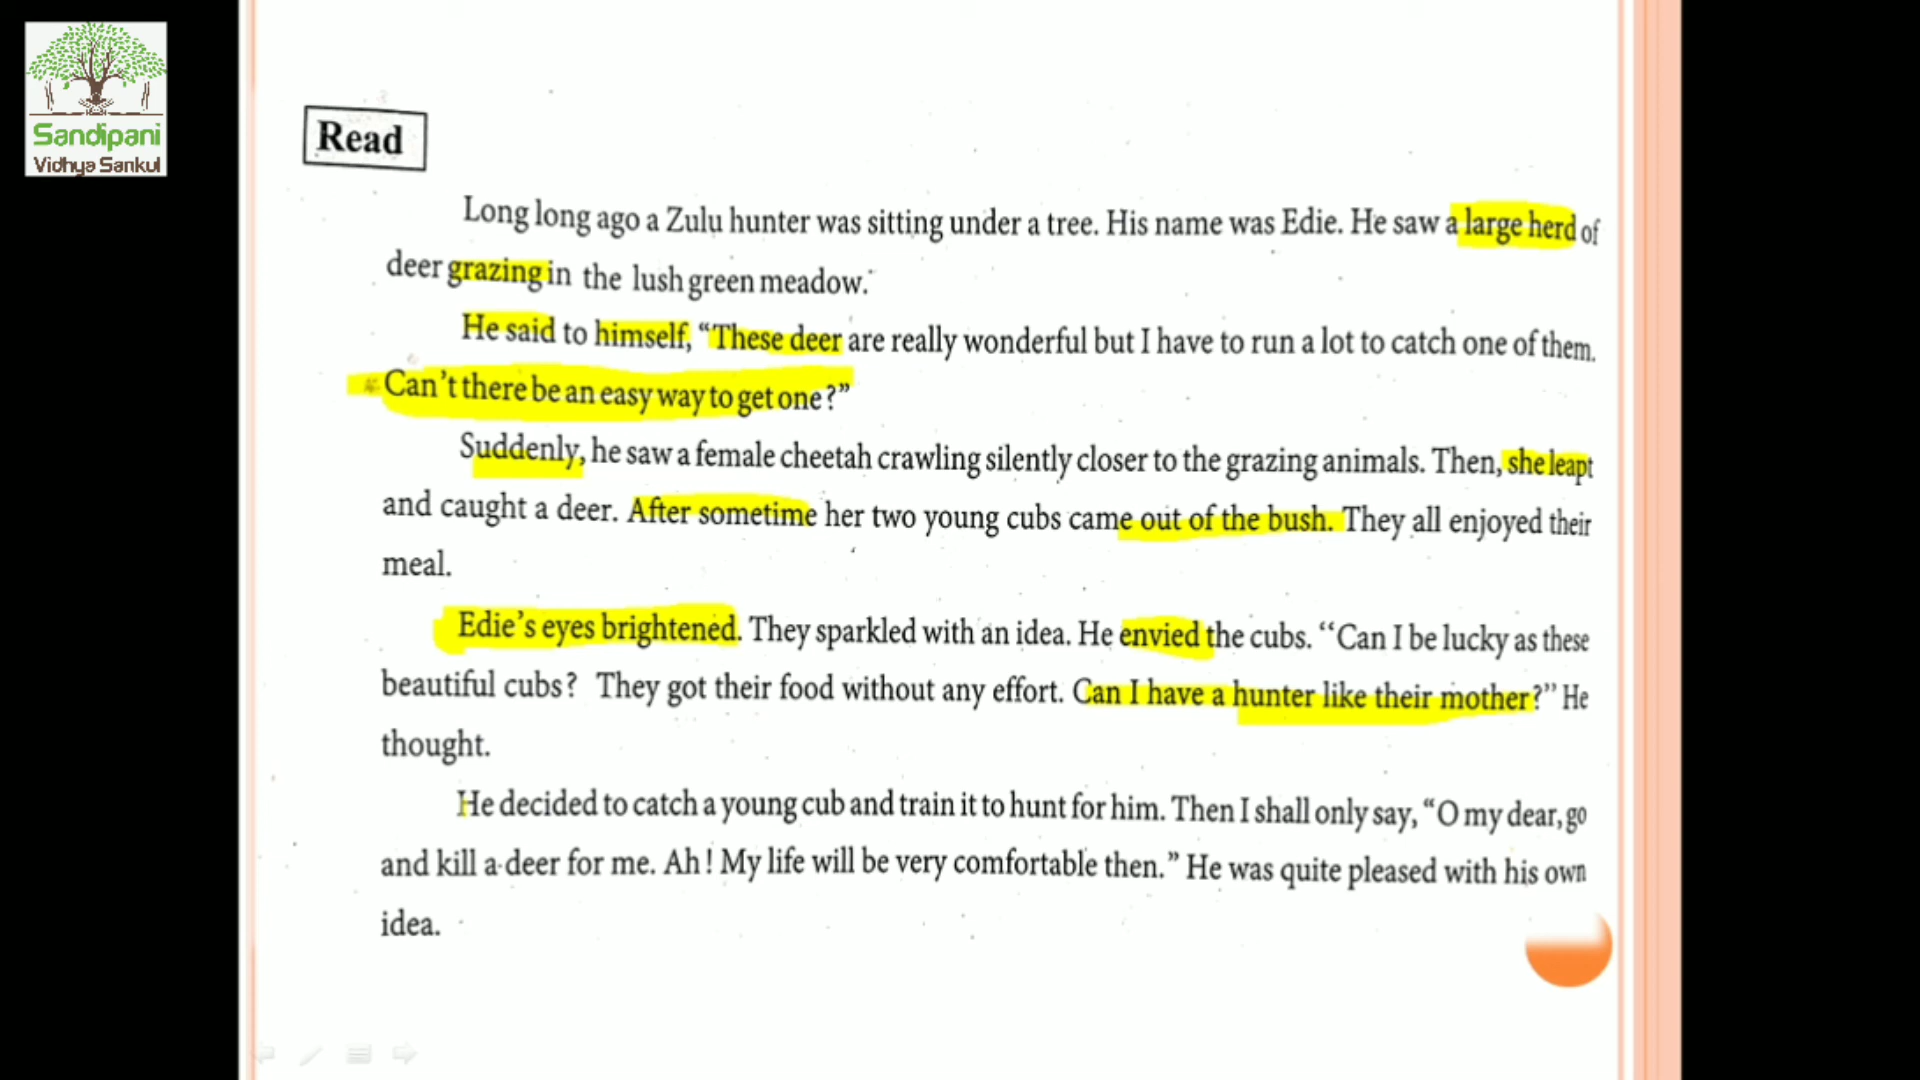 Sandipani
Vidhya Sankul
Read
Long long ago a Zulu hunter was sitting under a tree. His name was Edie. He saw a large herd of
deer grazing in the lush green meadow.
He said to himself, “These deer are really wonderful but I have to run a lot to catch one of them.
Can’t there be an easy way to get one?”
Suddenly, he saw a female cheetah crawling silently closer to the grazing animals. Then, she leapt
and caught a deer. After sometime her two young cubs came out of the bush. They all enjoyed their
meal.
Edie’s eyes brightened. They sparkled with an idea. He envied the cubs. ‘‘Can I be lucky as these
beautiful cubs? They got their food without any effort. Can I have a hunter like their mother?’’ He
thought.
He decided to catch a young cub and train it to hunt for him. Then I shall only say, “O my dear, go
and kill a deer for me. Ah! My life will be very comfortable then.” He was quite pleased with his own
idea.